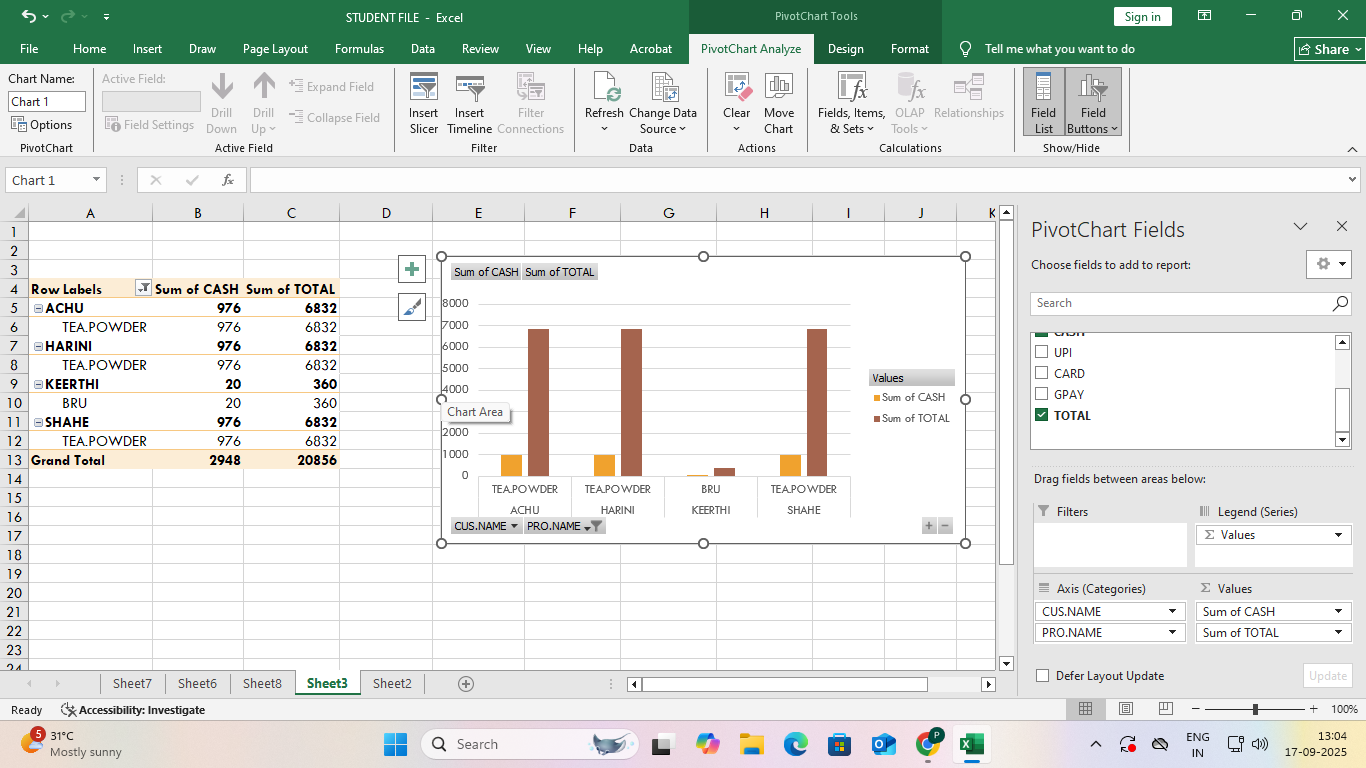 STUDENT FILE - Excel
PivotChart Tools
Sign in
File Home Insert Draw Page Layout Formulas Data Review View Help Acrobat PivotChart Analyze Design Format Tell me what you want to do Share
Chart Name:
Chart 1
Options
PivotChart
Active Field:
Field Settings
Drill Down
Drill Up
Expand Field
Collapse Field
Active Field
Insert Slicer
Insert Timeline
Filter Connections
Filter
Refresh
Change Data Source
Data
Clear
Move Chart
Actions
Fields, Items, & Sets
OLAP Tools
Relationships
Calculations
Field List
Field Buttons
Show/Hide
Chart 1
fx
A B C D E F G H I J K
1
2
3
4 Row Labels Sum of CASH Sum of TOTAL
5 ACHU 976 6832
6 TEA.POWDER 976 6832
7 HARINI 976 6832
8 TEA.POWDER 976 6832
9 KEERTHI 20 360
10 BRU 20 360
11 SHAHE 976 6832
12 TEA.POWDER 976 6832
13 Grand Total 2948 20856
14
15
16
17
18
19
20
21
22
23
24
Sum of CASH Sum of TOTAL
8000
7000
6000
5000
4000
Chart Area
2000
1000
0
TEA.POWDER TEA.POWDER BRU TEA.POWDER
ACHU HARINI KEERTHI SHAHE
CUS.NAME PRO.NAME
Values
Sum of CASH
Sum of TOTAL
PivotChart Fields
Choose fields to add to report:
Search
CASH
UPI
CARD
GPAY
TOTAL
Drag fields between areas below:
Filters
Legend (Series)
Σ Values
Axis (Categories)
CUS.NAME
PRO.NAME
Σ Values
Sum of CASH
Sum of TOTAL
Defer Layout Update
Update
Sheet7 Sheet6 Sheet8 Sheet3 Sheet2
Ready
Accessibility: Investigate
100%
5
31°C
Mostly sunny
Search
P
ENG
IN
13:04
17-09-2025